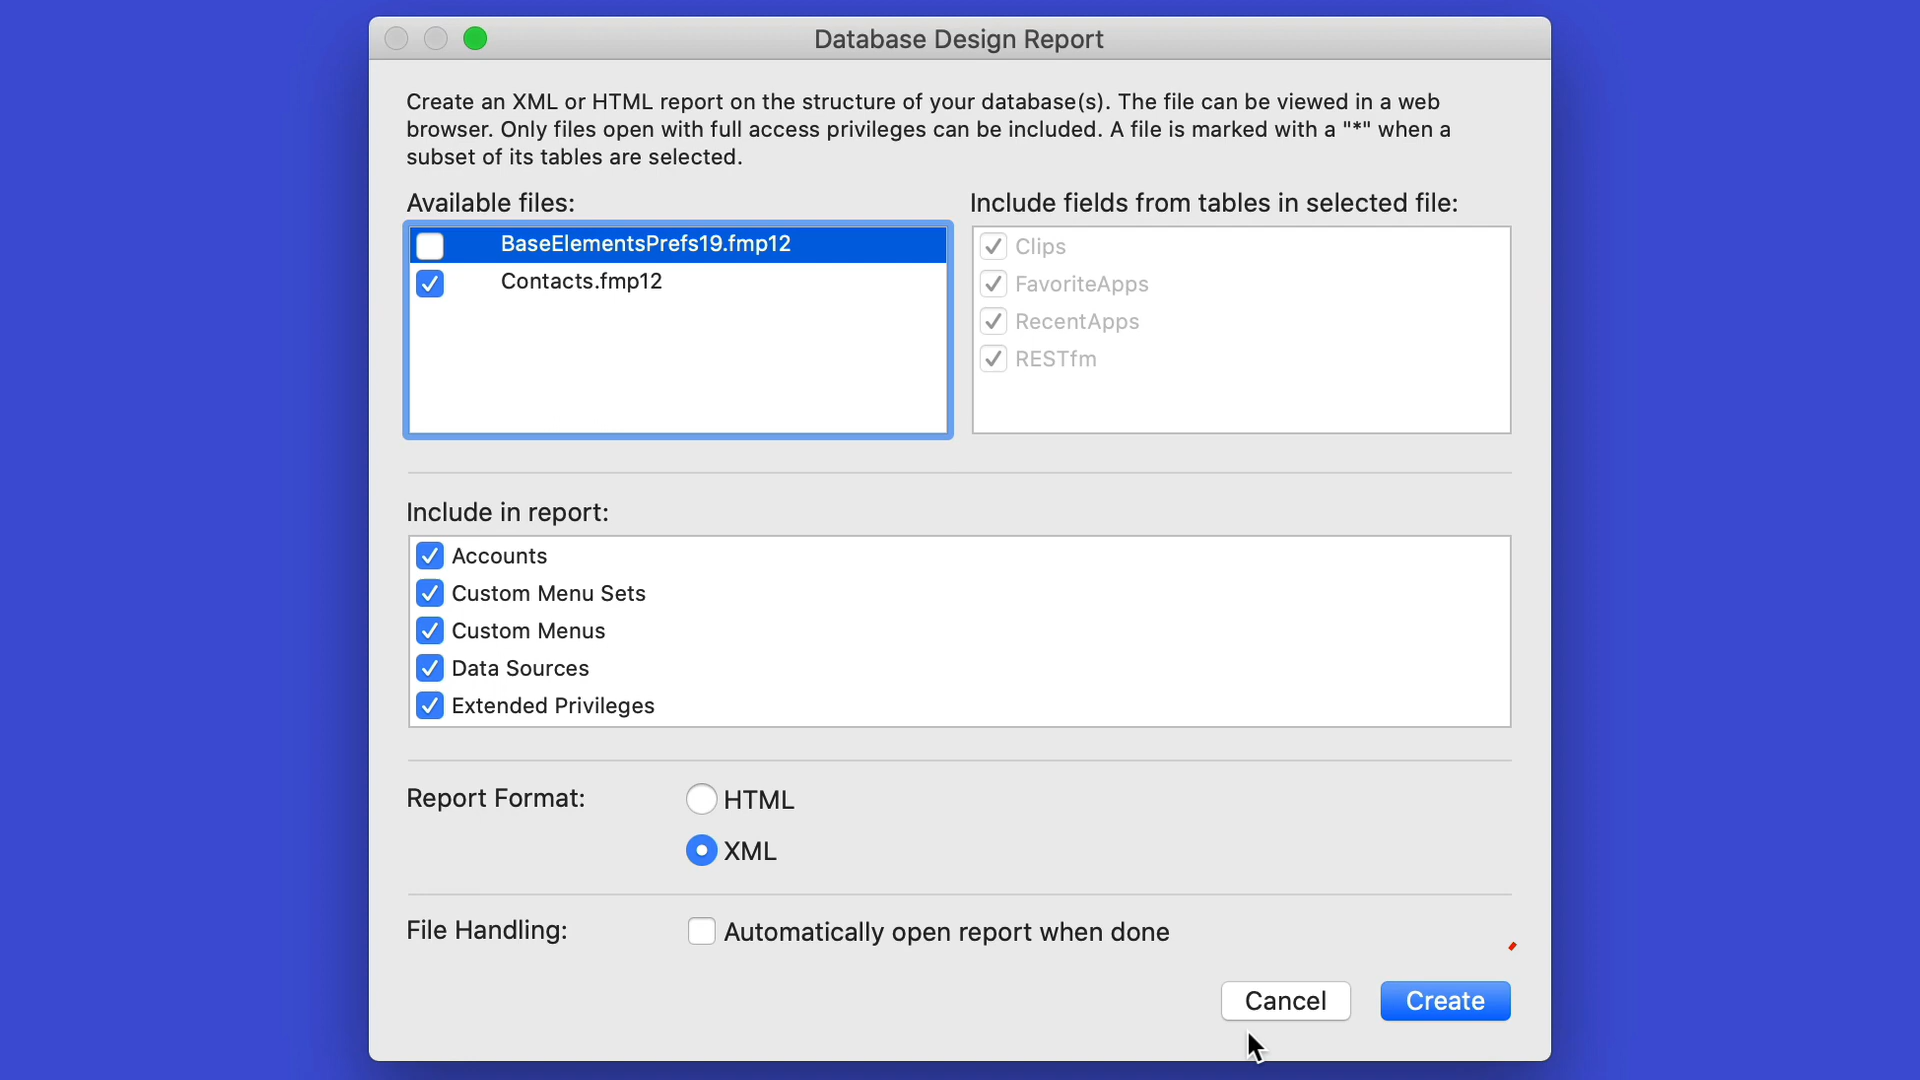 Database Design Report
Create an XML or HTML report on the structure of your database(s). The file can be viewed in a web
browser. Only files open with full access privileges can be included. A file is marked with a "*" when a
subset of its tables are selected.
Available files:
BaseElementsPrefs19.fmp12
Contacts.fmp12
Include fields from tables in selected file:
Clips
FavoriteApps
RecentApps
RESTfm
Include in report:
Accounts
Custom Menu Sets
Custom Menus
Data Sources
Extended Privileges
Report Format:
HTML
XML
File Handling:
Automatically open report when done
Cancel
Create